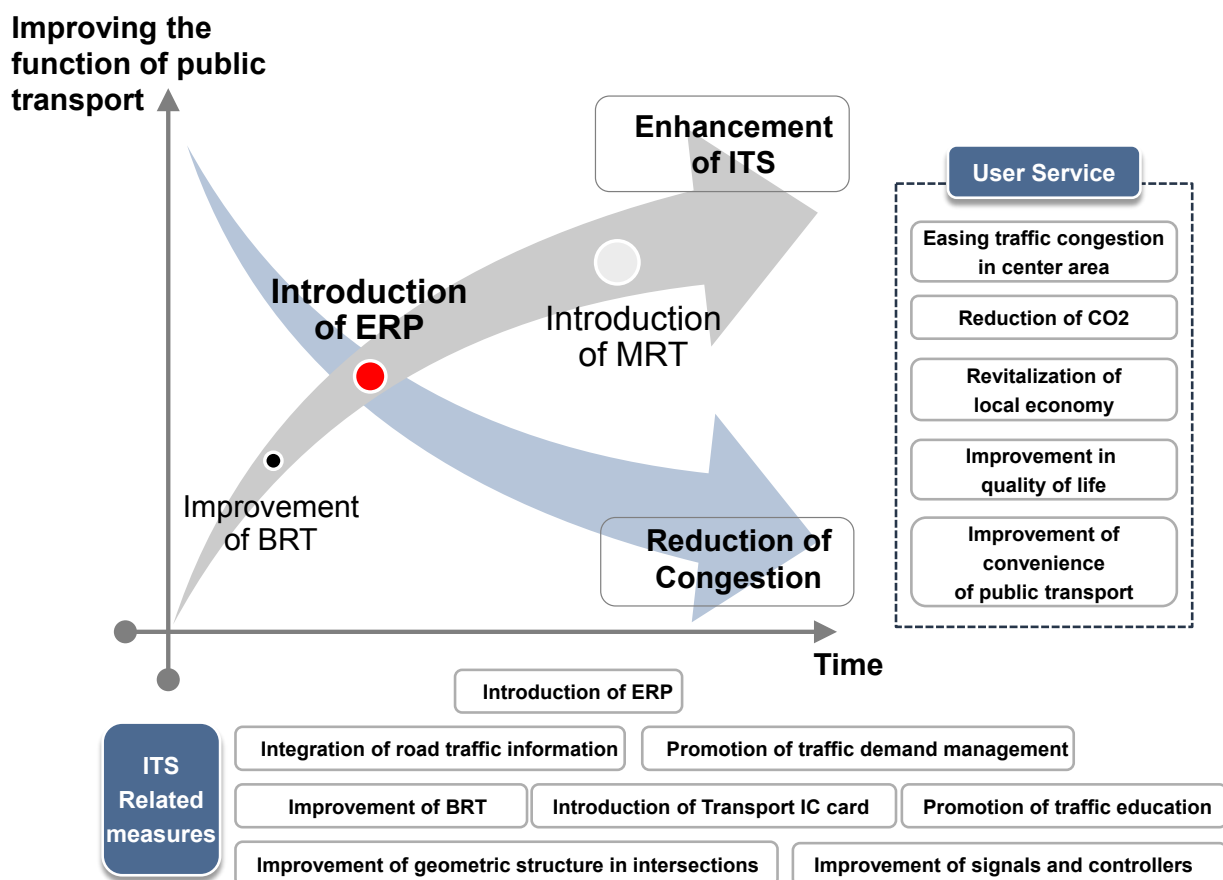 Improving the
function of public
transport
Enhancement
of ITS
Introduction
of ERP
Introduction
of MRT
Improvement
of BRT
Reduction of
Congestion
Time
User Service
Easing traffic congestion
in center area
Reduction of CO2
Revitalization of
local economy
Improvement in
quality of life
Improvement of
convenience
of public transport
ITS
Related
measures
Introduction of ERP
Integration of road traffic information
Promotion of traffic demand management
Improvement of BRT
Introduction of Transport IC card
Promotion of traffic education
Improvement of geometric structure in intersections
Improvement of signals and controllers